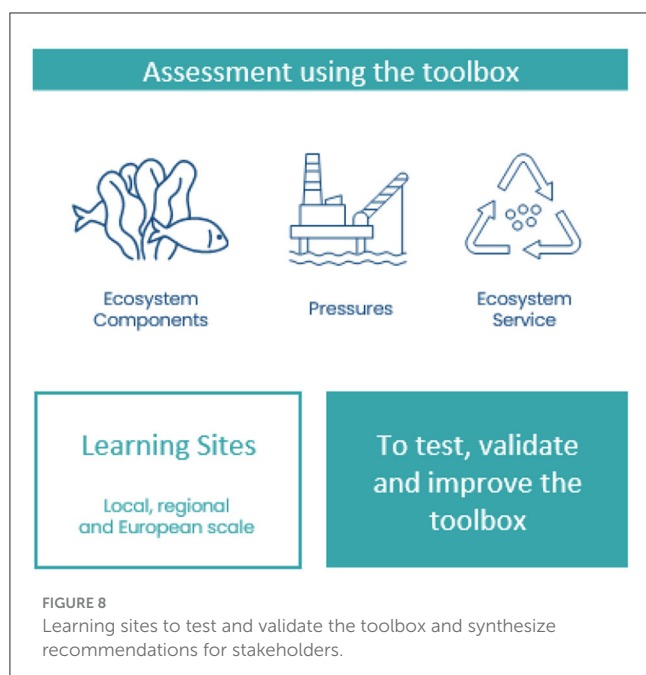 Assessment using the toolbox
Ecosystem
Components
Pressures
Ecosystem
Service
Learning Sites
Local, regional
and European scale
To test, validate
and improve the
toolbox
FIGURE 8
Learning sites to test and validate the toolbox and synthesize
recommendations for stakeholders.